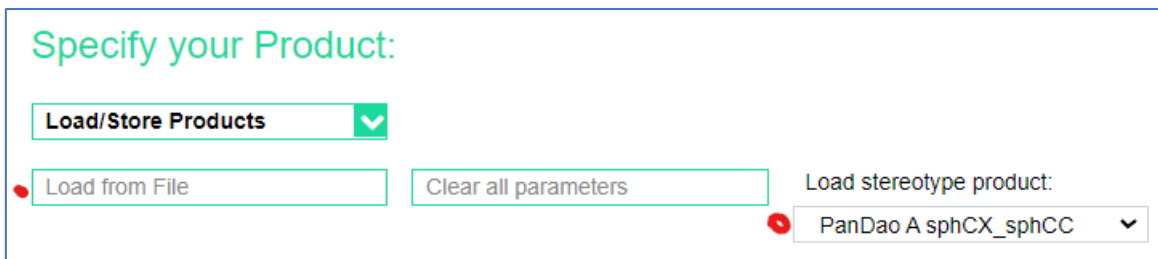 Specify your Product:
Load/Store Products
Load from File
Clear all parameters
Load stereotype product:
PanDao A sphCX_sphCC